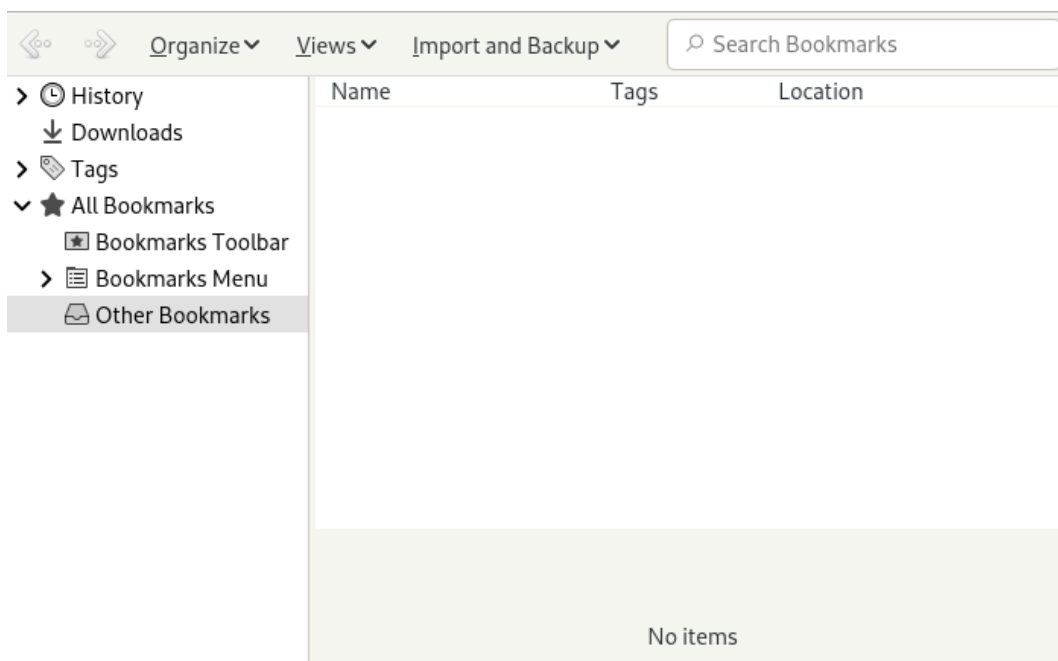 Organize Views Import and Backup Search Bookmarks
History
Downloads
Tags
All Bookmarks
Bookmarks Toolbar
Bookmarks Menu
Other Bookmarks
Name Tags Location
No items